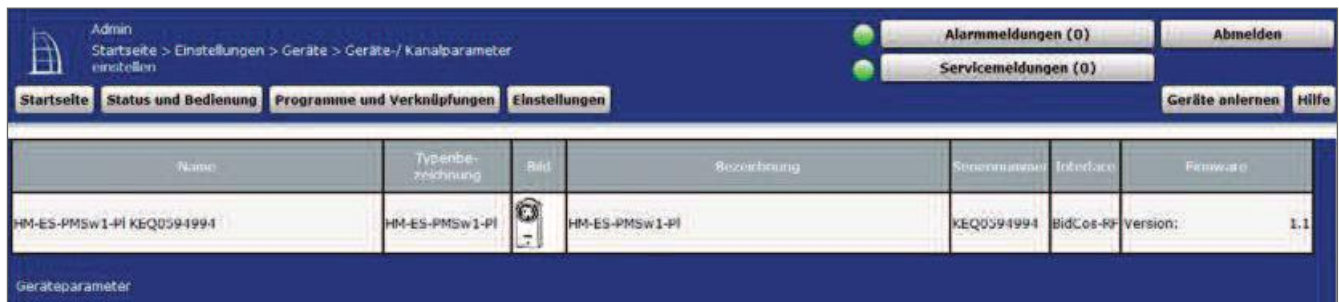 Admin
Startseite > Einstellungen > Geräte > Geräte-/ Kanalparameter
einstellen
Alarmmeldungen (0)
Abmelden
Servicemeldungen (0)
Startseite
Status und Bedienung
Programme und Verknüpfungen
Einstellungen
Geräte anlernen
Hilfe
Name
Typenbe-
zeichnung
Bild
Bezeichnung
Seriennummer
Interface
Firmware
HM-ES-PMSw1-Pl KEQ0594994
HM-ES-PMSw1-Pl
HM-ES-PMSw1-Pl
KEQ0594994
BidCos-RF
Version: 1.1
Geräteparameter